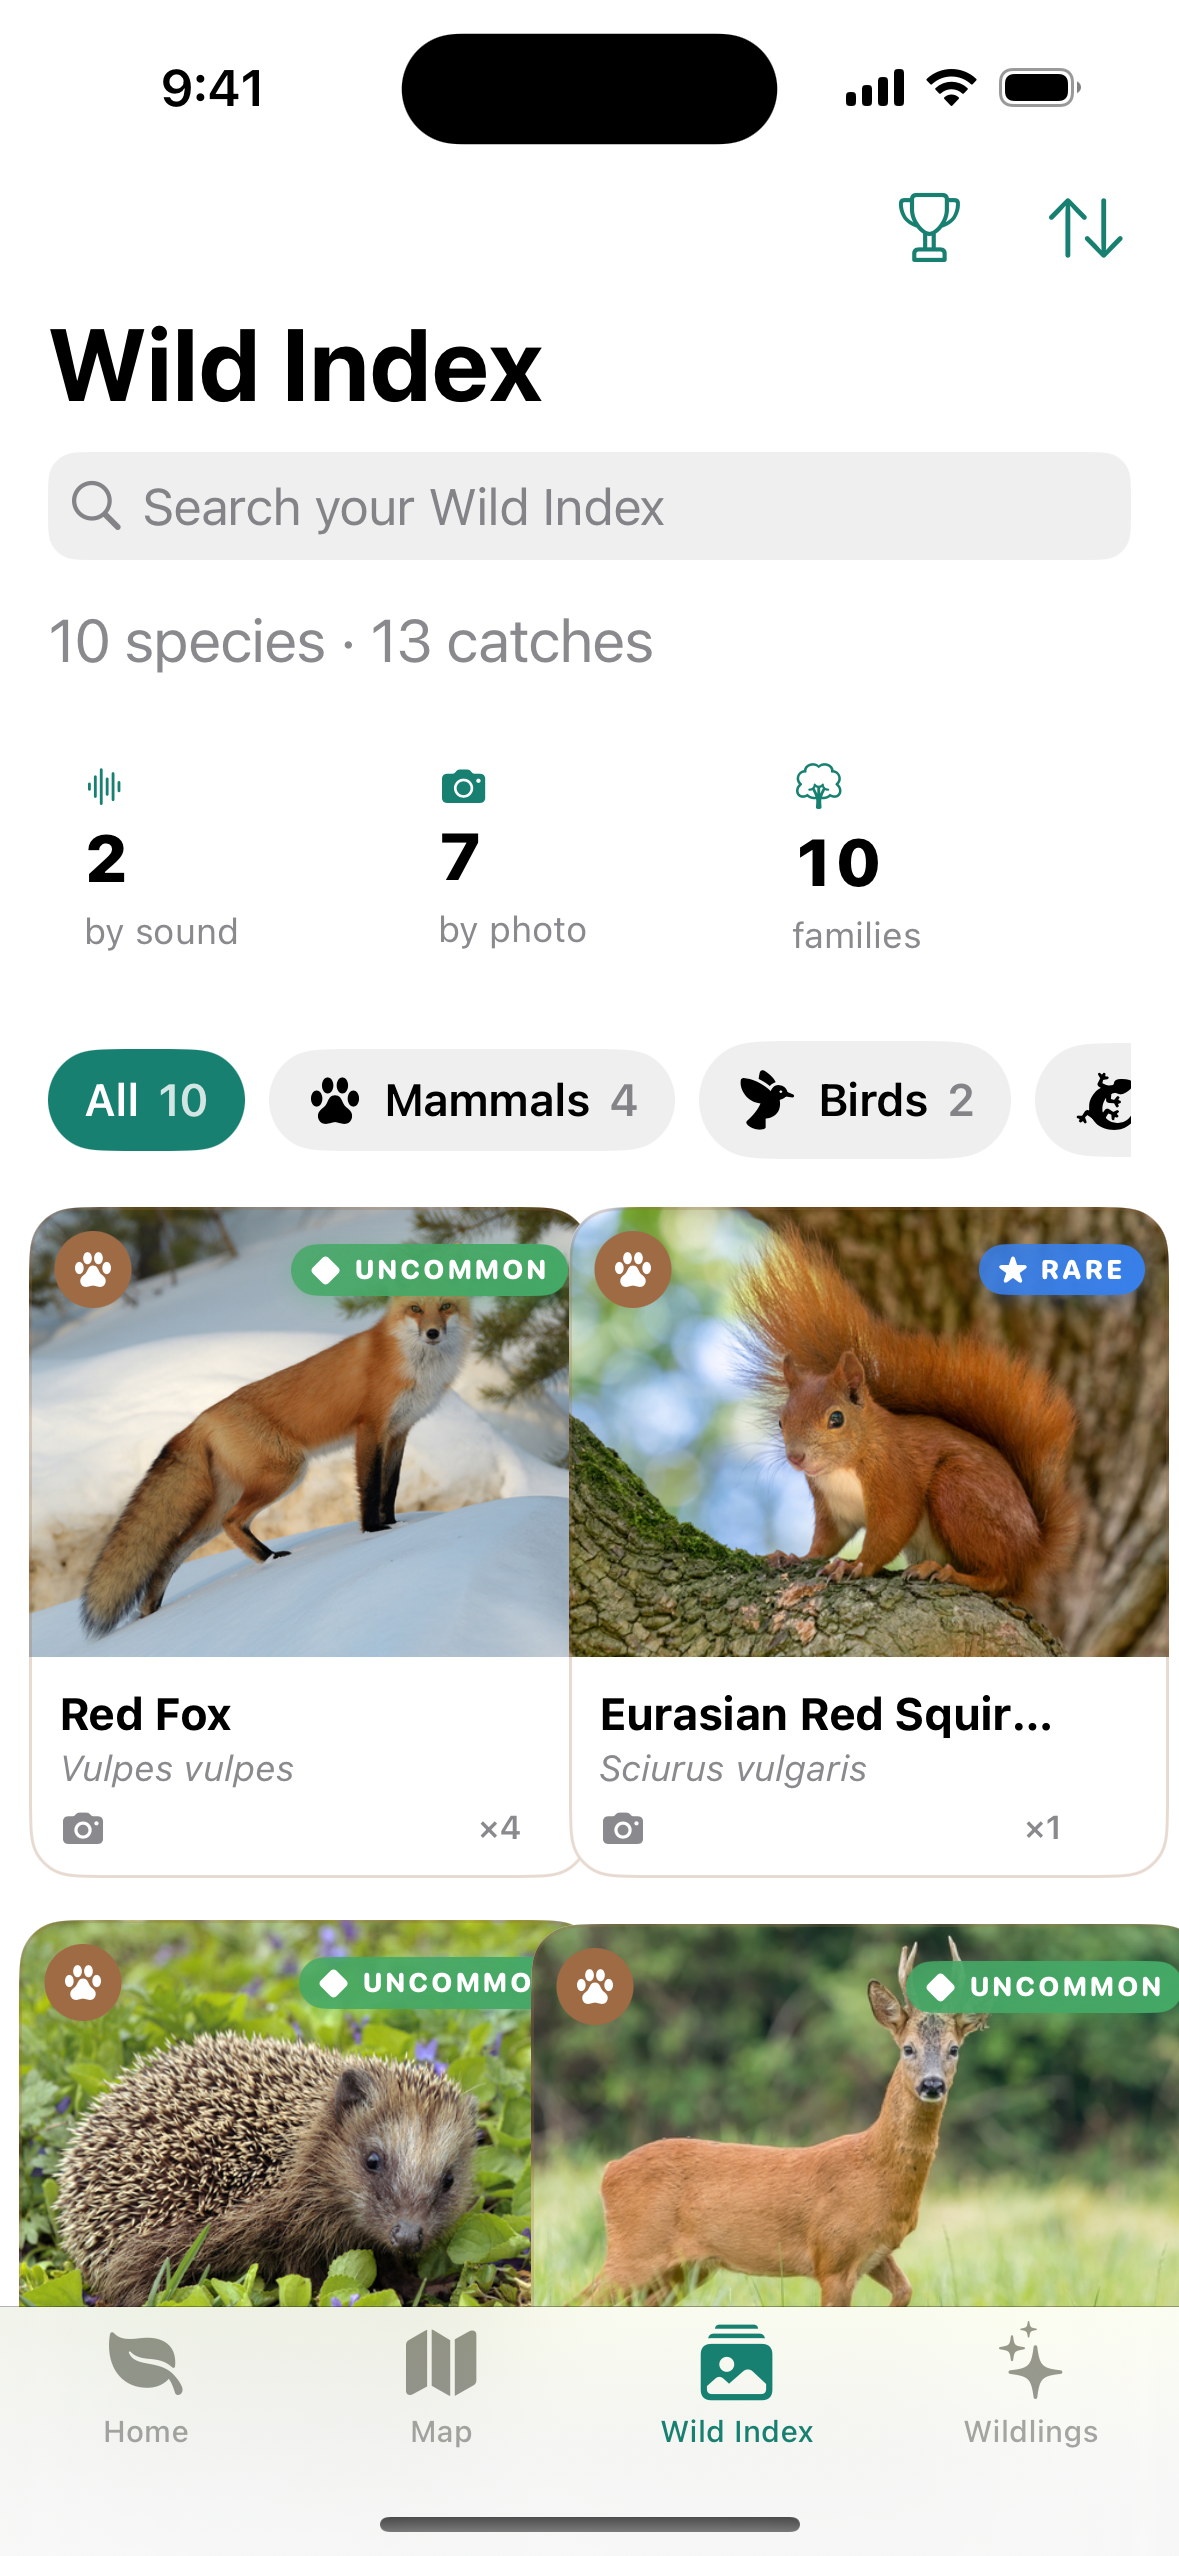 9:41
Wild Index
Search your Wild Index
10 species · 13 catches
2
by sound
7
by photo
10
families
All 10
Mammals 4
Birds 2
UNCOMMON
RARE
Red Fox
Vulpes vulpes
×4
Eurasian Red Squir...
Sciurus vulgaris
×1
UNCOMMO
UNCOMMON
Home
Map
Wild Index
Wildlings